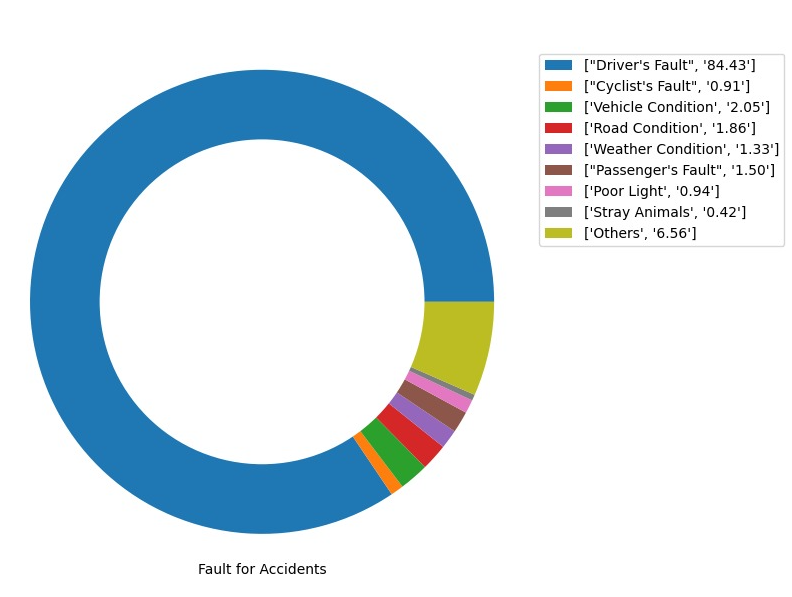 ["Driver's Fault", '84.43']
["Cyclist's Fault", '0.91']
['Vehicle Condition', '2.05']
['Road Condition', '1.86']
['Weather Condition', '1.33']
["Passenger's Fault", '1.50']
['Poor Light', '0.94']
['Stray Animals', '0.42']
['Others', '6.56']
Fault for Accidents